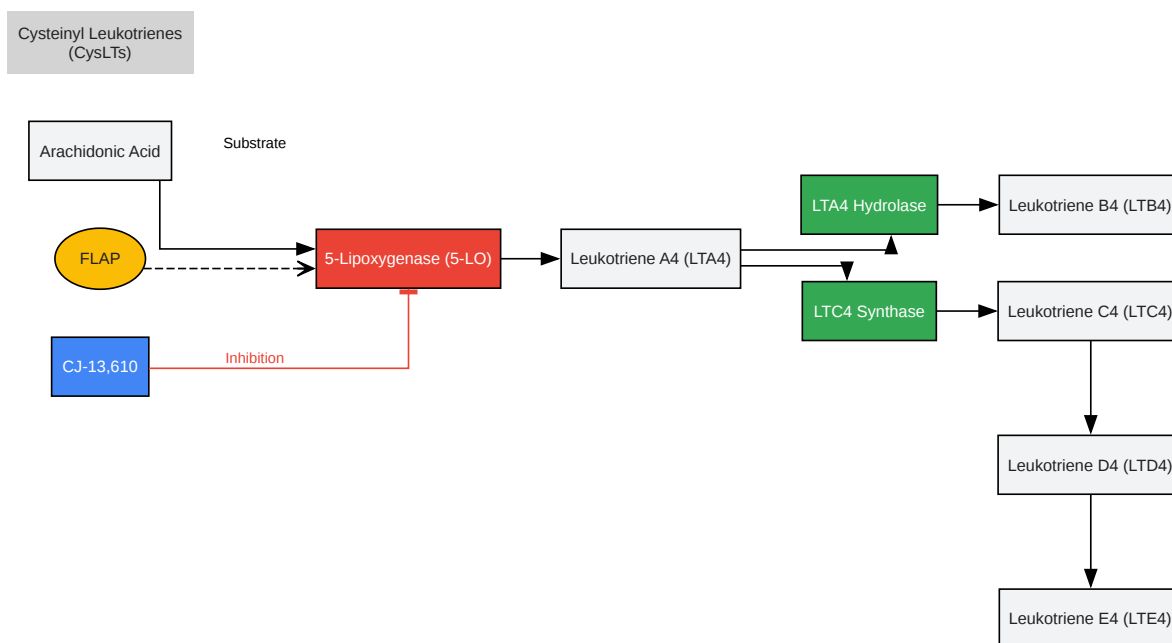 Cysteinyl Leukotrienes
(CysLTs)
Arachidonic Acid
Substrate
LTA4 Hydrolase
Leukotriene B4 (LTB4)
FLAP
5-Lipoxygenase (5-LO)
Leukotriene A4 (LTA4)
LTC4 Synthase
Leukotriene C4 (LTC4)
CJ-13,610
Inhibition
Leukotriene D4 (LTD4)
Leukotriene E4 (LTE4)